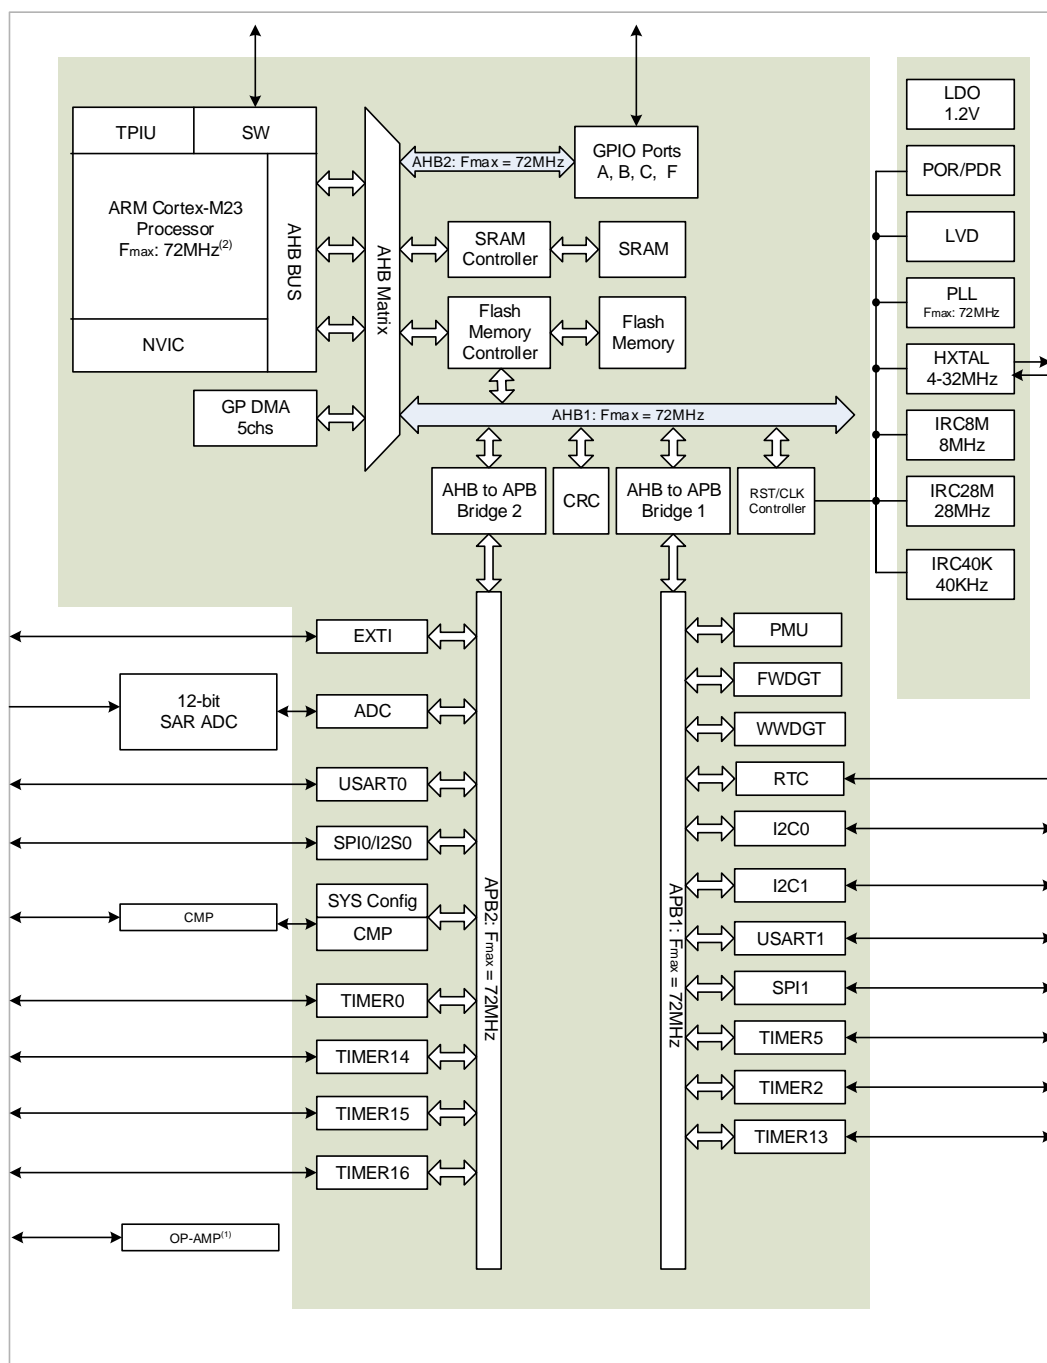 TPIU
SW
ARM Cortex-M23
Processor
Fmax: 72MHz(2)
AHB BUS
NVIC
GP DMA
5chs
AHB Matrix
AHB2: Fmax = 72MHz
GPIO Ports
A, B, C, F
SRAM
Controller
SRAM
Flash
Memory
Controller
Flash
Memory
AHB1: Fmax = 72MHz
AHB to APB
Bridge 2
CRC
AHB to APB
Bridge 1
RST/CLK
Controller
LDO
1.2V
POR/PDR
LVD
PLL
Fmax: 72MHz
HXTAL
4-32MHz
IRC8M
8MHz
IRC28M
28MHz
IRC40K
40KHz
EXTI
12-bit
SAR ADC
ADC
USART0
SPI0/I2S0
CMP
SYS Config
CMP
TIMER0
TIMER14
TIMER15
TIMER16
OP-AMP(1)
APB2: Fmax = 72MHz
APB1: Fmax = 72MHz
PMU
FWDGT
WWDGT
RTC
I2C0
I2C1
USART1
SPI1
TIMER5
TIMER2
TIMER13